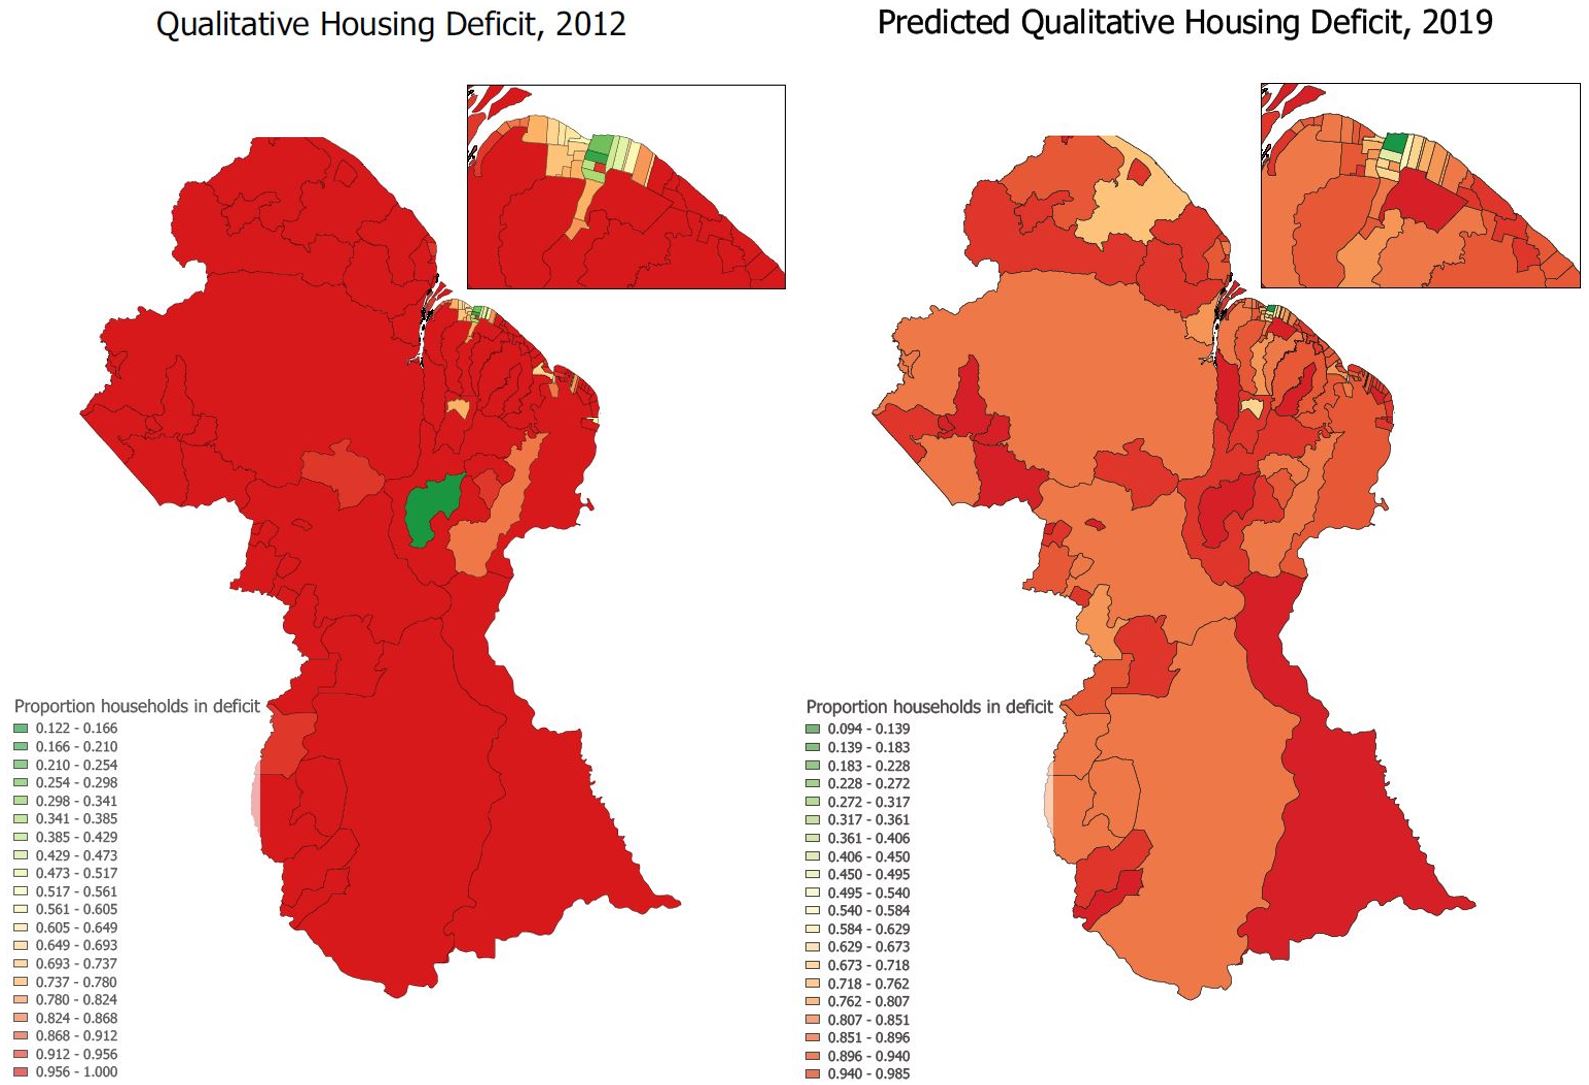 Qualitative Housing Deficit, 2012
Predicted Qualitative Housing Deficit, 2019
Proportion households in deficit
0.122 - 0.166
0.166 - 0.210
0.210 - 0.254
0.254 - 0.298
0.298 - 0.341
0.341 - 0.385
0.385 - 0.429
0.429 - 0.473
0.473 - 0.517
0.517 - 0.561
0.561 - 0.605
0.605 - 0.649
0.649 - 0.693
0.693 - 0.737
0.737 - 0.780
0.780 - 0.824
0.824 - 0.868
0.868 - 0.912
0.912 - 0.956
0.956 - 1.000
Proportion households in deficit
0.094 - 0.139
0.139 - 0.183
0.183 - 0.228
0.228 - 0.272
0.272 - 0.317
0.317 - 0.361
0.361 - 0.406
0.406 - 0.450
0.450 - 0.495
0.495 - 0.540
0.540 - 0.584
0.584 - 0.629
0.629 - 0.673
0.673 - 0.718
0.718 - 0.762
0.762 - 0.807
0.807 - 0.851
0.851 - 0.896
0.896 - 0.940
0.940 - 0.985